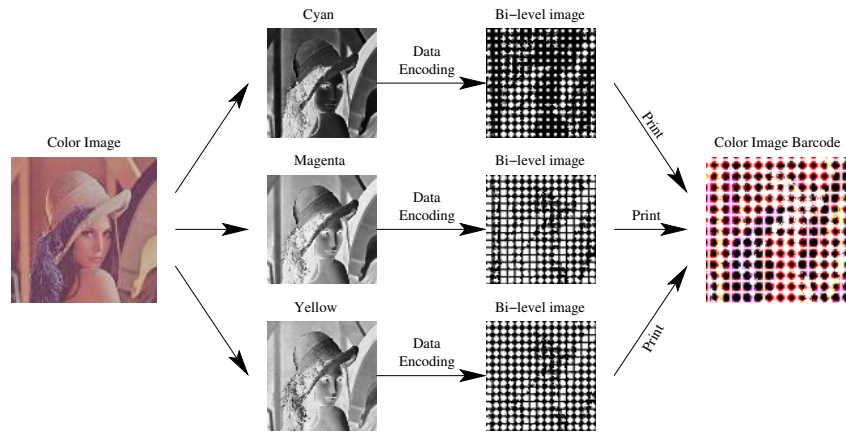 Color Image
Cyan
Data
Encoding
Bi−level image
Print
Magenta
Data
Encoding
Bi−level image
Print
Yellow
Data
Encoding
Bi−level image
Print
Color Image Barcode